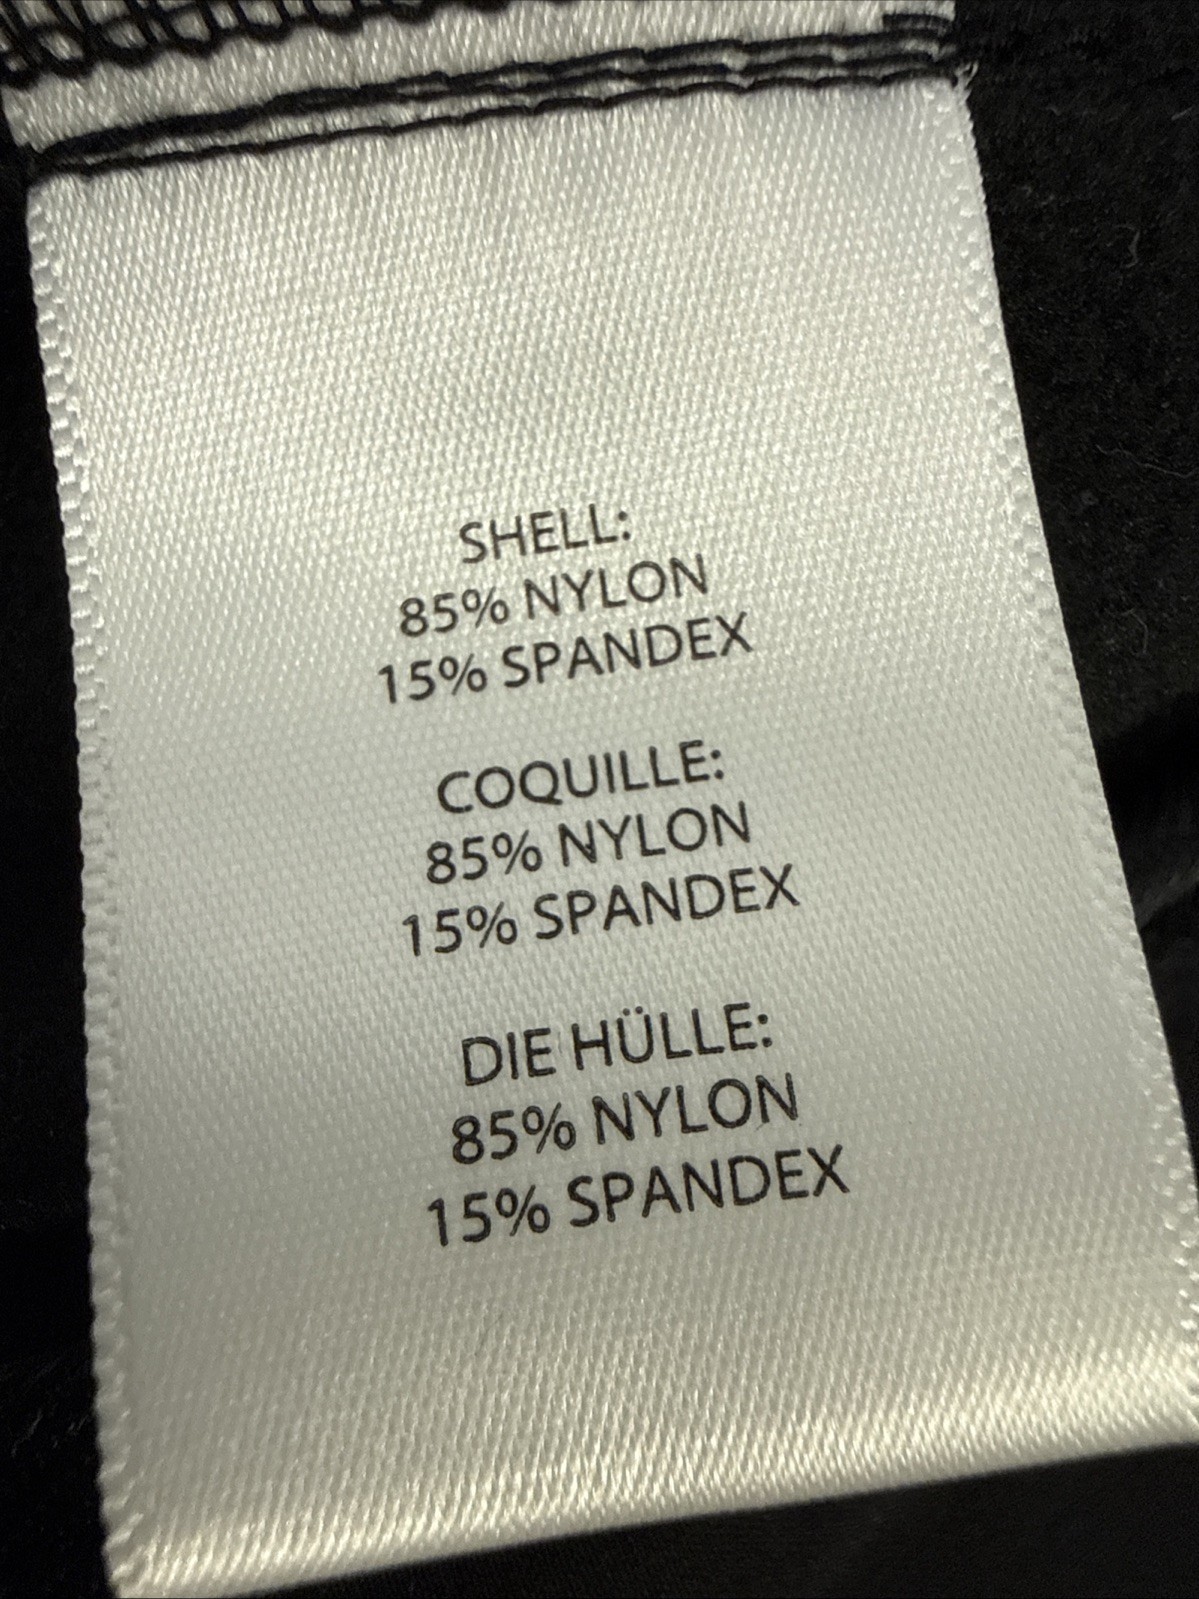 SHELL:
85% NYLON
15% SPANDEX
COQUILLE:
85% NYLON
15% SPANDEX
DIE HÜLLE:
85% NYLON
15% SPANDEX